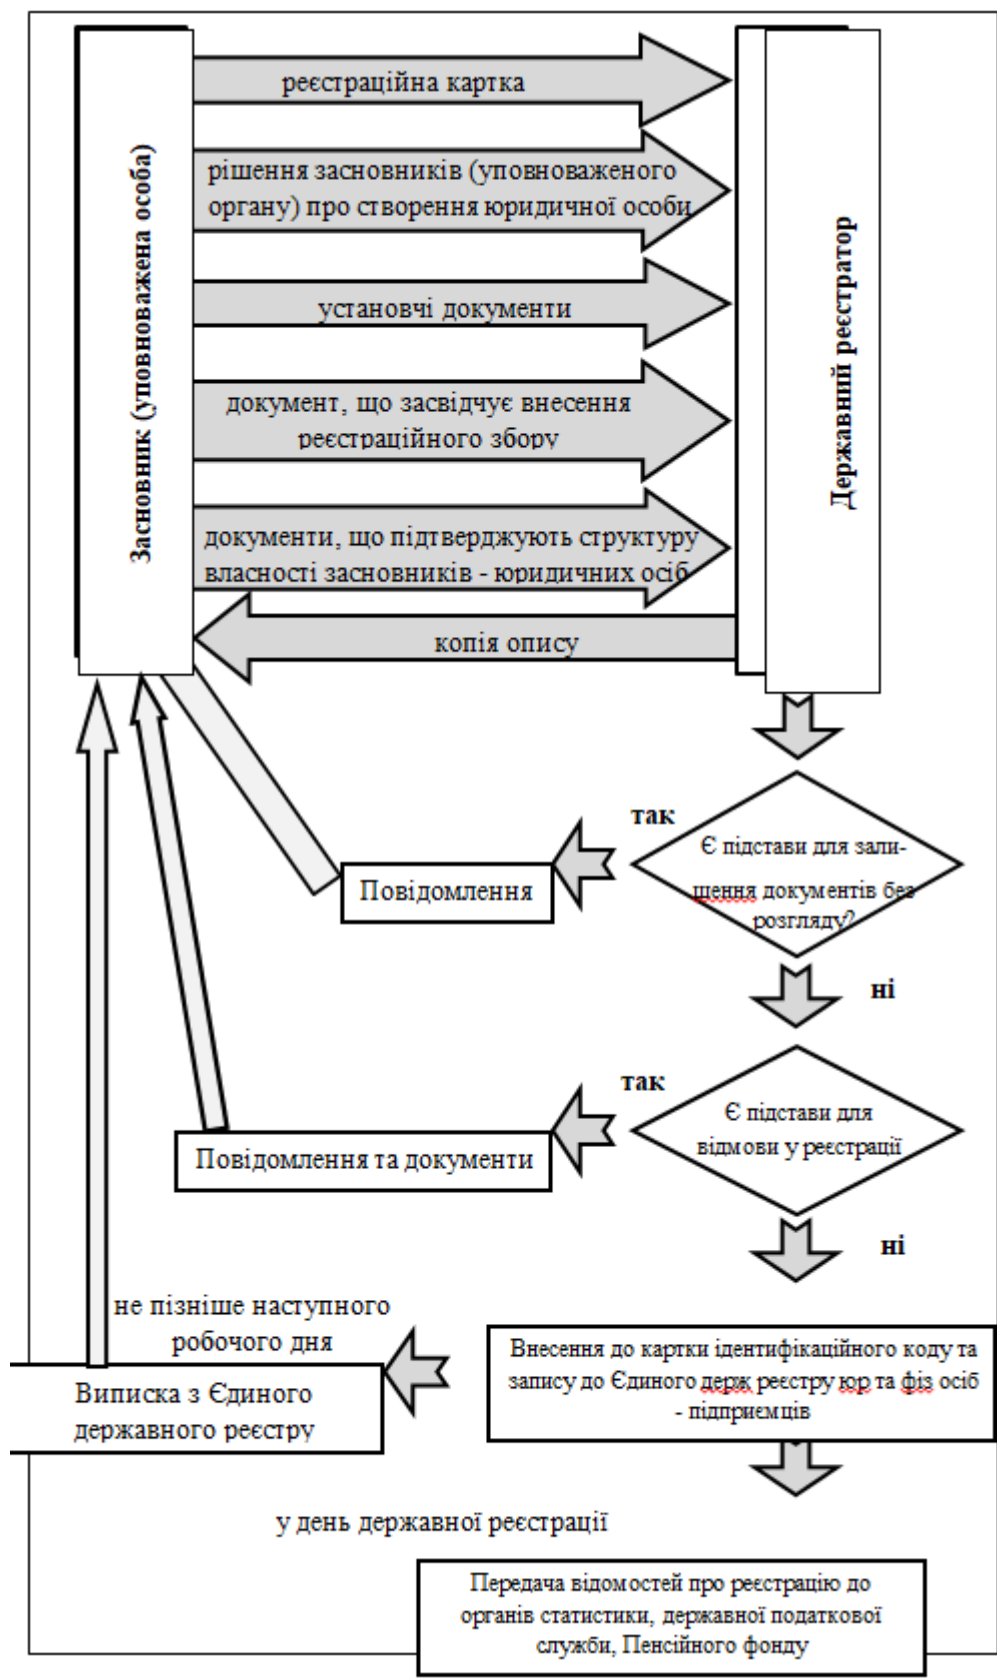 Засновник (уповноважена особа)
реєстраційна картка
рішення засновників (уповноваженого
органу) про створення юридичної особи
установчі документи
документ, що засвідчує внесення
реєстраційного збору
документи, що підтверджують структуру
власності засновників - юридичних осіб
копія опису
Державний реєстратор
так
Є підстави для зали-
шення документів без
розгляду?
Повідомлення
ні
так
Є підстави для
відмови у реєстрації
Повідомлення та документи
ні
не пізніше наступного
робочого дня
Внесення до картки ідентифікаційного коду та
запису до Єдиного держ реєстру юр та фіз осіб
- підприємців
Виписка з Єдиного
державного реєстру
у день державної реєстрації
Передача відомостей про реєстрацію до
органів статистики, державної податкової
служби, Пенсійного фонду